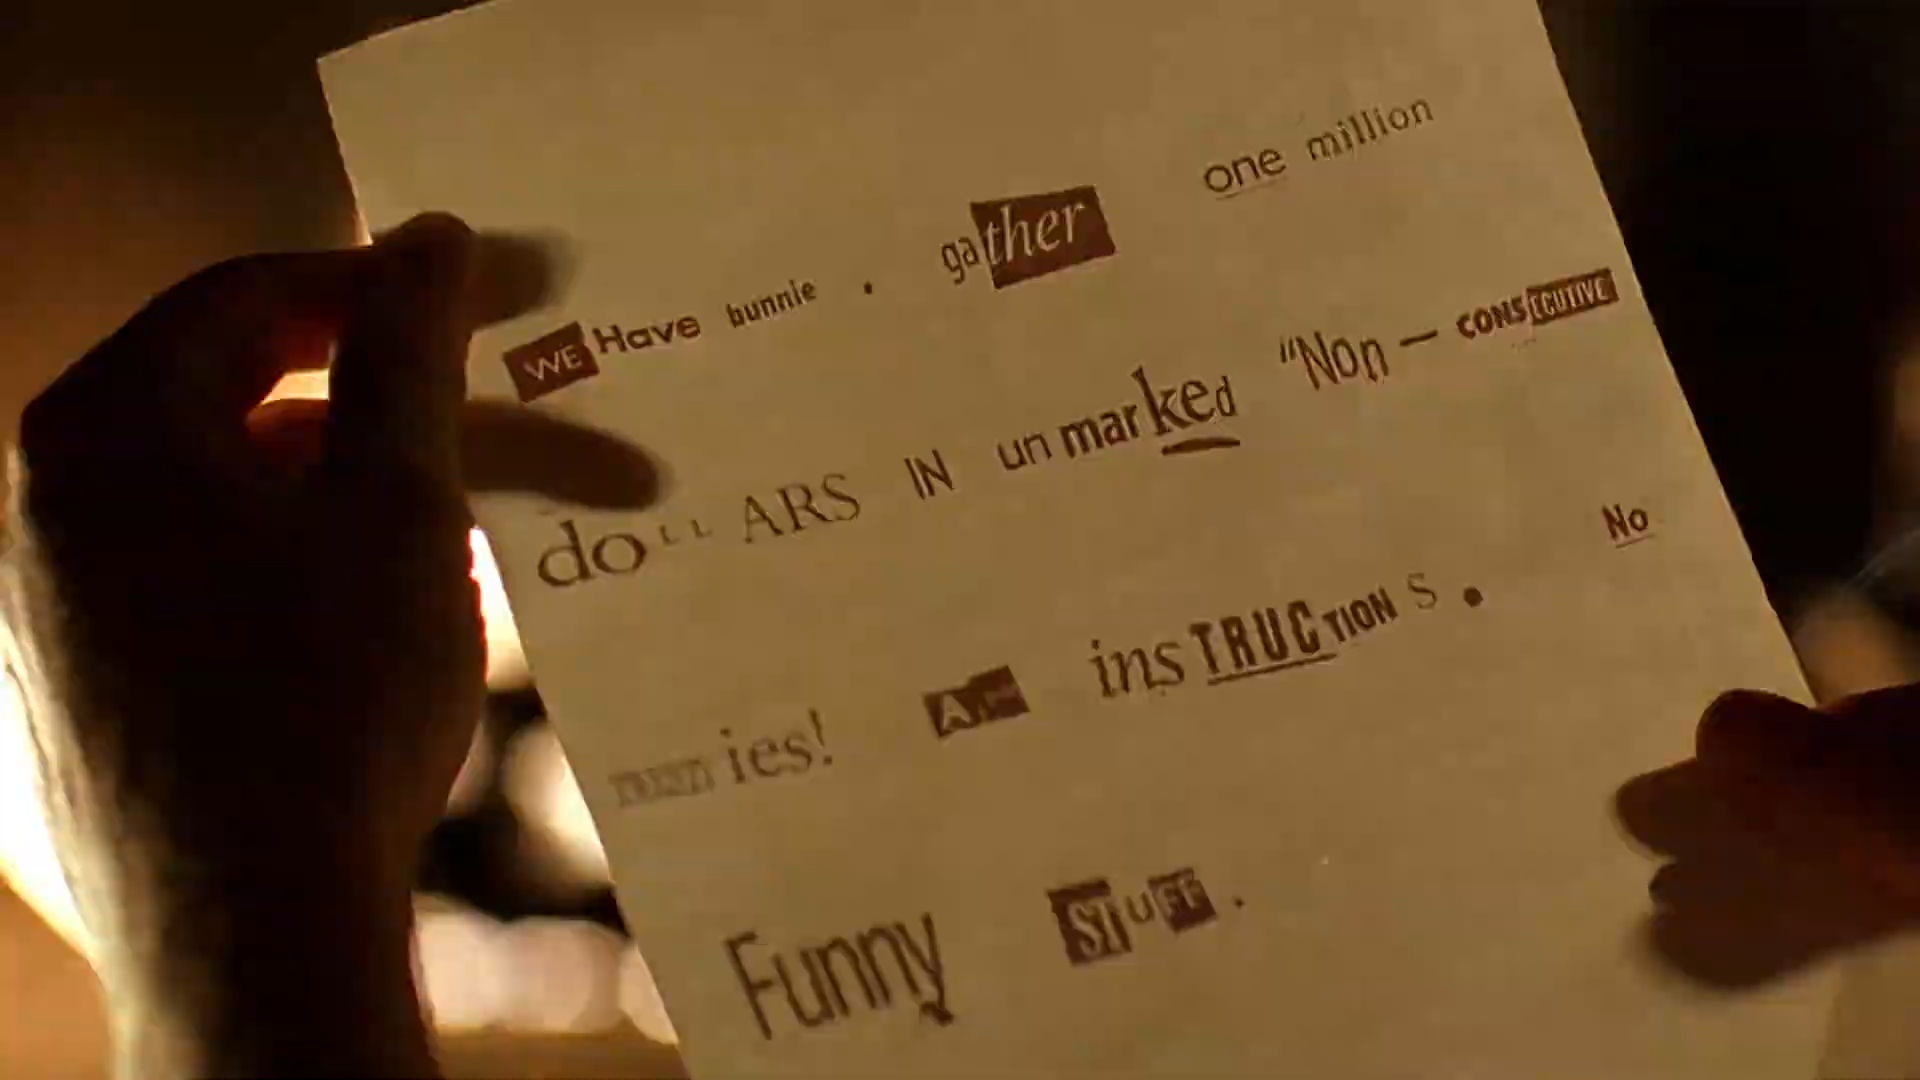 WE Have bunnie . gather one million
dollARS IN unmarked "Non — CONSECUTIVE
ies! insTRUCTIONS. No
Funny STUFF.